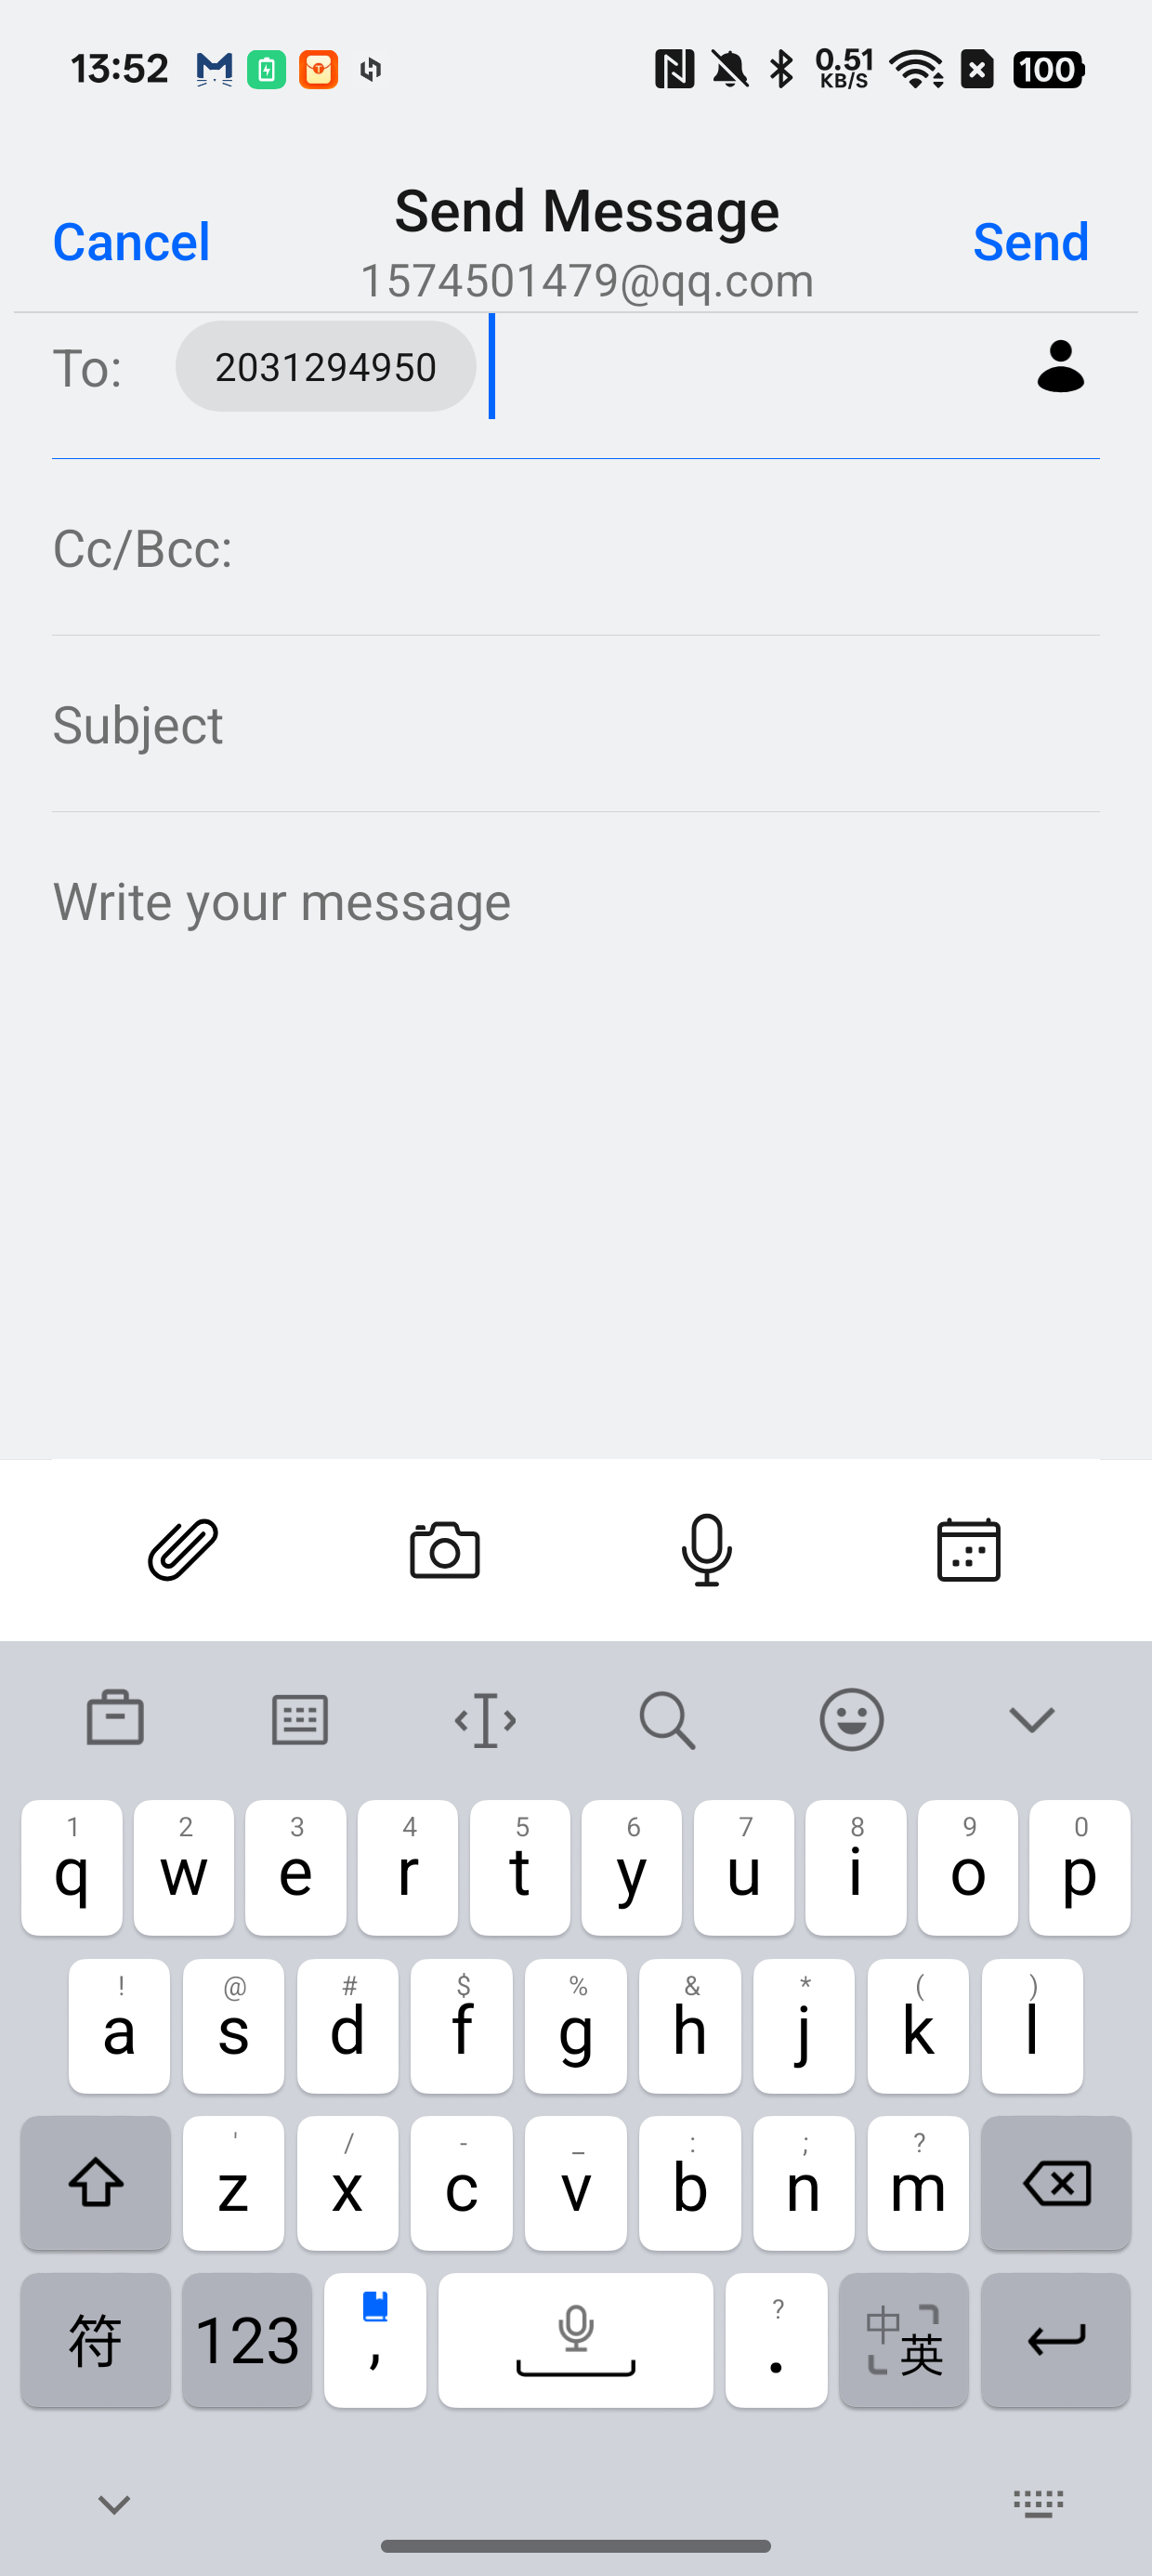 13:52
0.51
KB/S
100
Cancel
Send Message
Send
1574501479@qq.com
To:
2031294950
Cc/Bcc:
Subject
Write your message
1 2 3 4 5 6 7 8 9 0
q w e r t y u i o p
! @ # $ % & * ( )
a s d f g h j k l
' / - _ : ; ?
z x c v b n m
符 123 , ? . 中 英